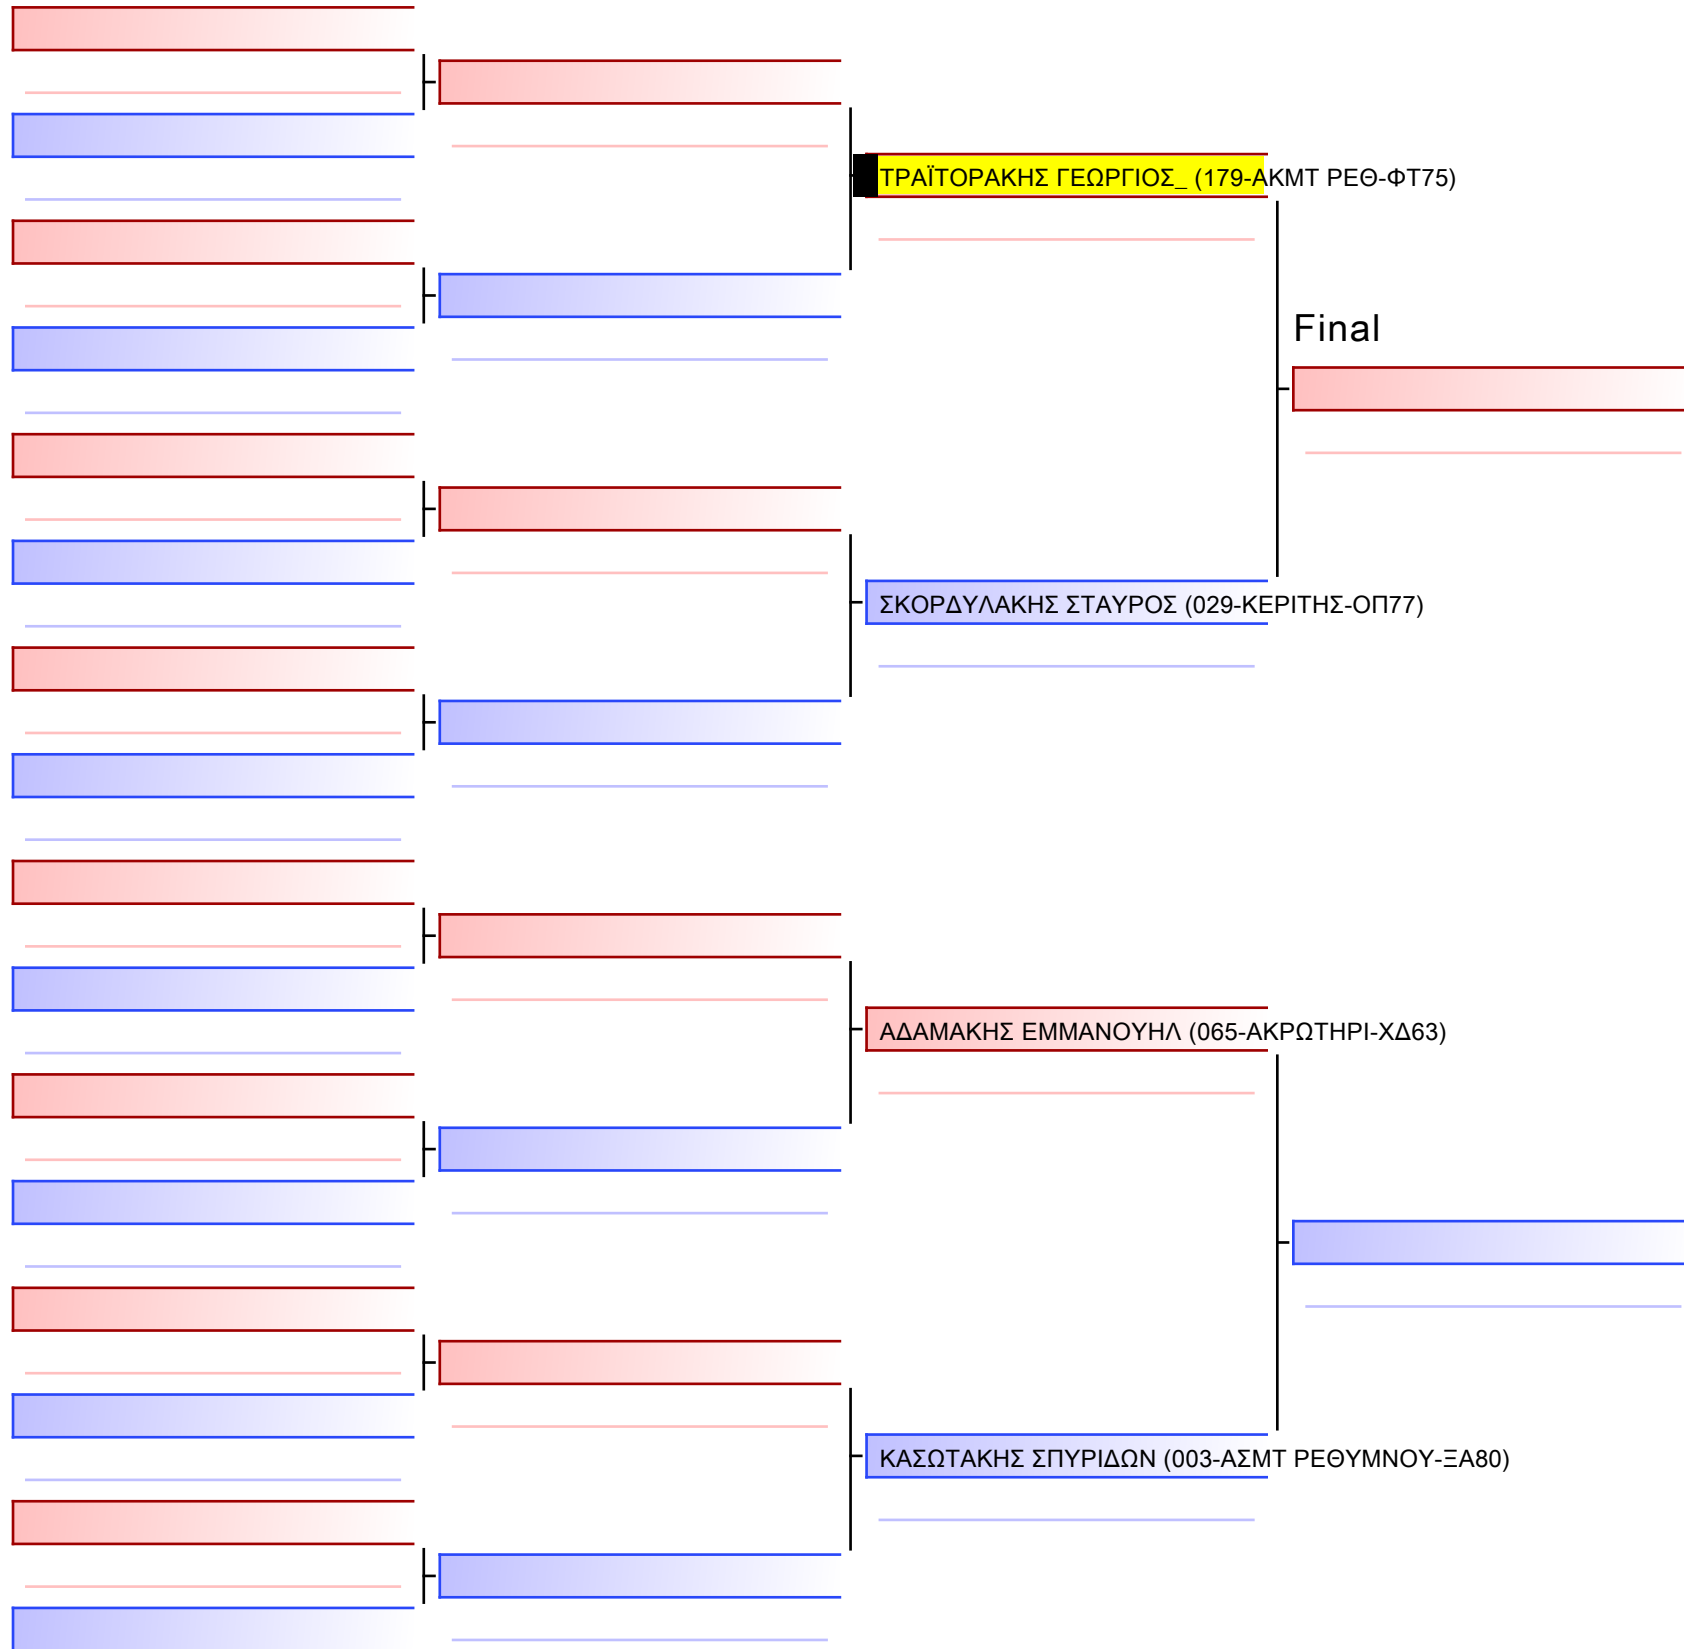 ΤΡΑΪΤΟΡΑΚΗΣ ΓΕΩΡΓΙΟΣ_ (179-ΑΚΜΤ ΡΕΘ-ΦΤ75)
Final
ΣΚΟΡΔΥΛΑΚΗΣ ΣΤΑΥΡΟΣ (029-ΚΕΡΙΤΗΣ-ΟΠ77)
ΑΔΑΜΑΚΗΣ ΕΜΜΑΝΟΥΗΛ (065-ΑΚΡΩΤΗΡΙ-ΧΔ63)
ΚΑΣΩΤΑΚΗΣ ΣΠΥΡΙΔΩΝ (003-ΑΣΜΤ ΡΕΘΥΜΝΟΥ-ΞΑ80)